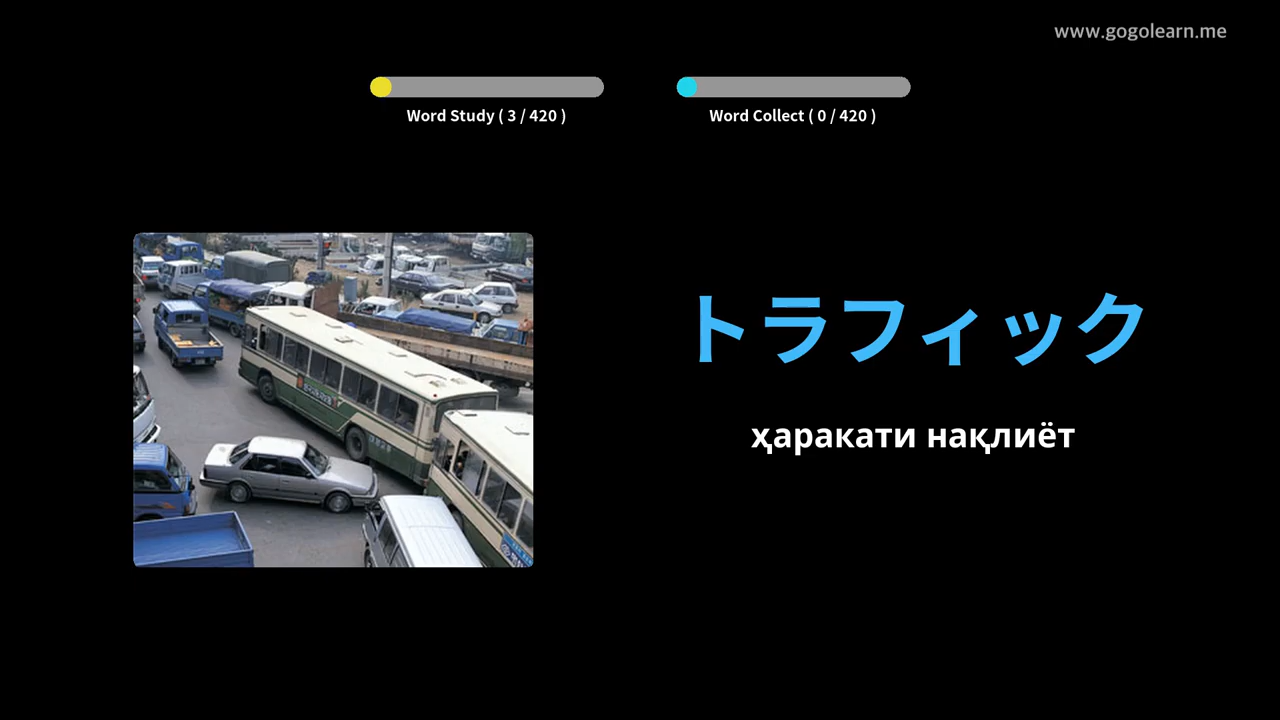 www.gogolearn.me
Word Study ( 3 / 420 )
Word Collect ( 0 / 420 )
トラフィック
ҳаракати нақлиёт